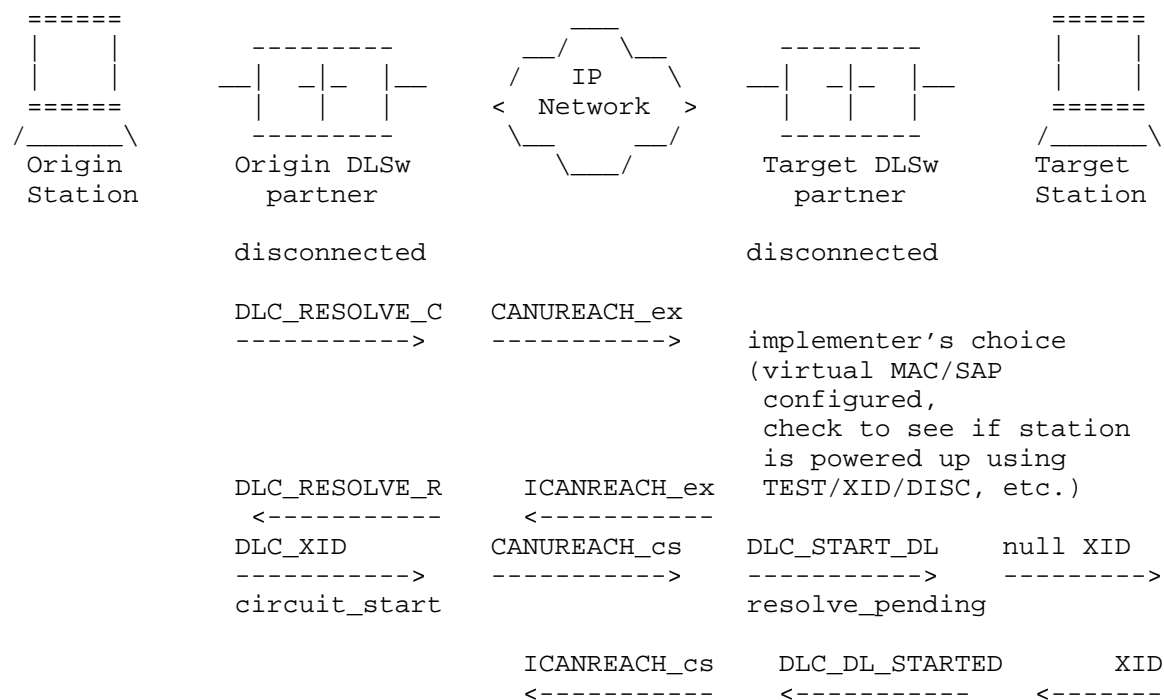 IP
Network
Origin Origin DLSw Target DLSw Target
Station partner partner Station
disconnected disconnected
DLC_RESOLVE_C CANUREACH_ex
implementer's choice
(virtual MAC/SAP
configured,
check to see if station
is powered up using
DLC_RESOLVE_R ICANREACH_ex TEST/XID/DISC, etc.)
DLC_XID CANUREACH_cs DLC_START_DL null XID
circuit_start resolve_pending
ICANREACH_cs DLC_DL_STARTED XID